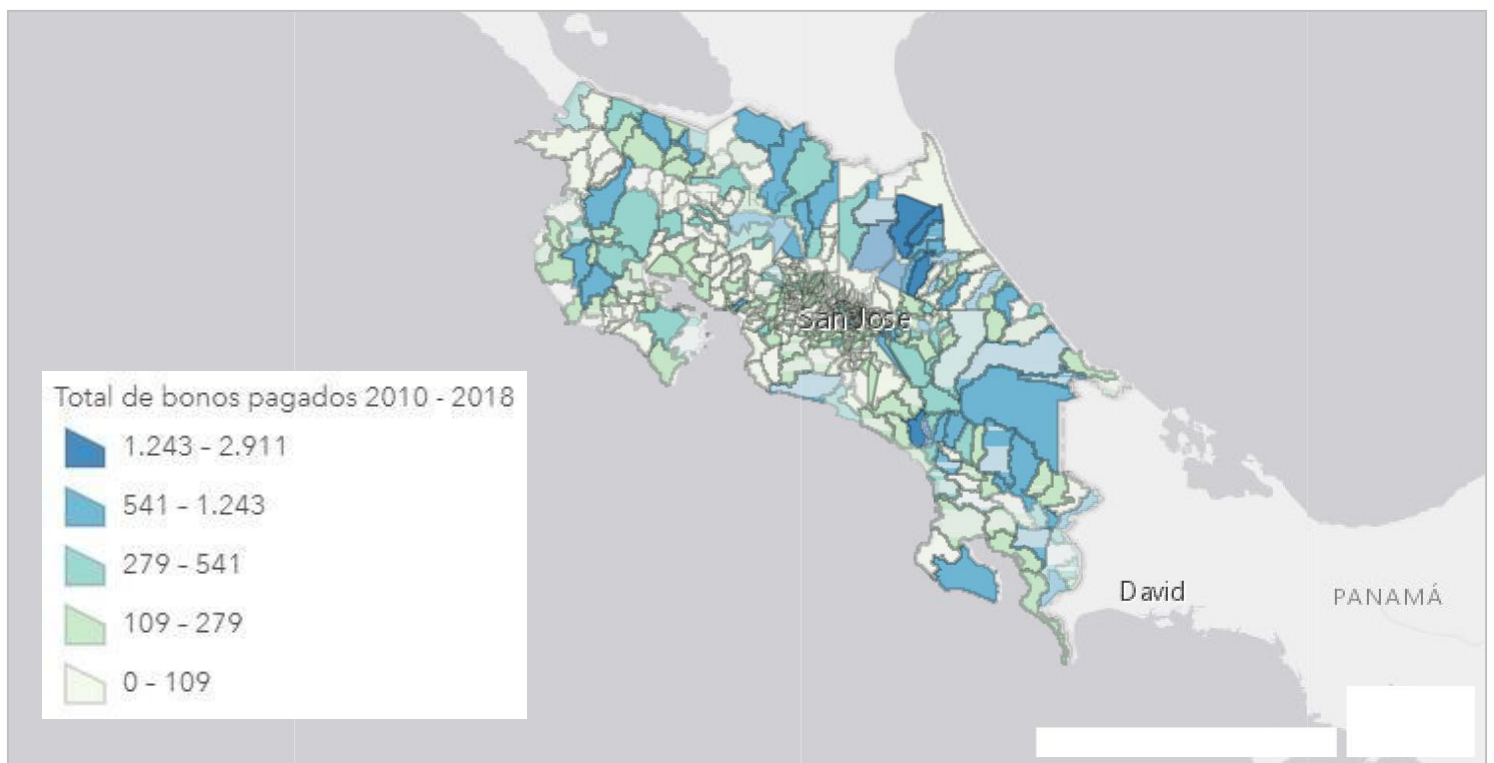 San Jose
Total de bonos pagados 2010 - 2018
1.243 - 2.911
541 - 1.243
279 - 541
109 - 279
0 - 109
David
PANAMÁ